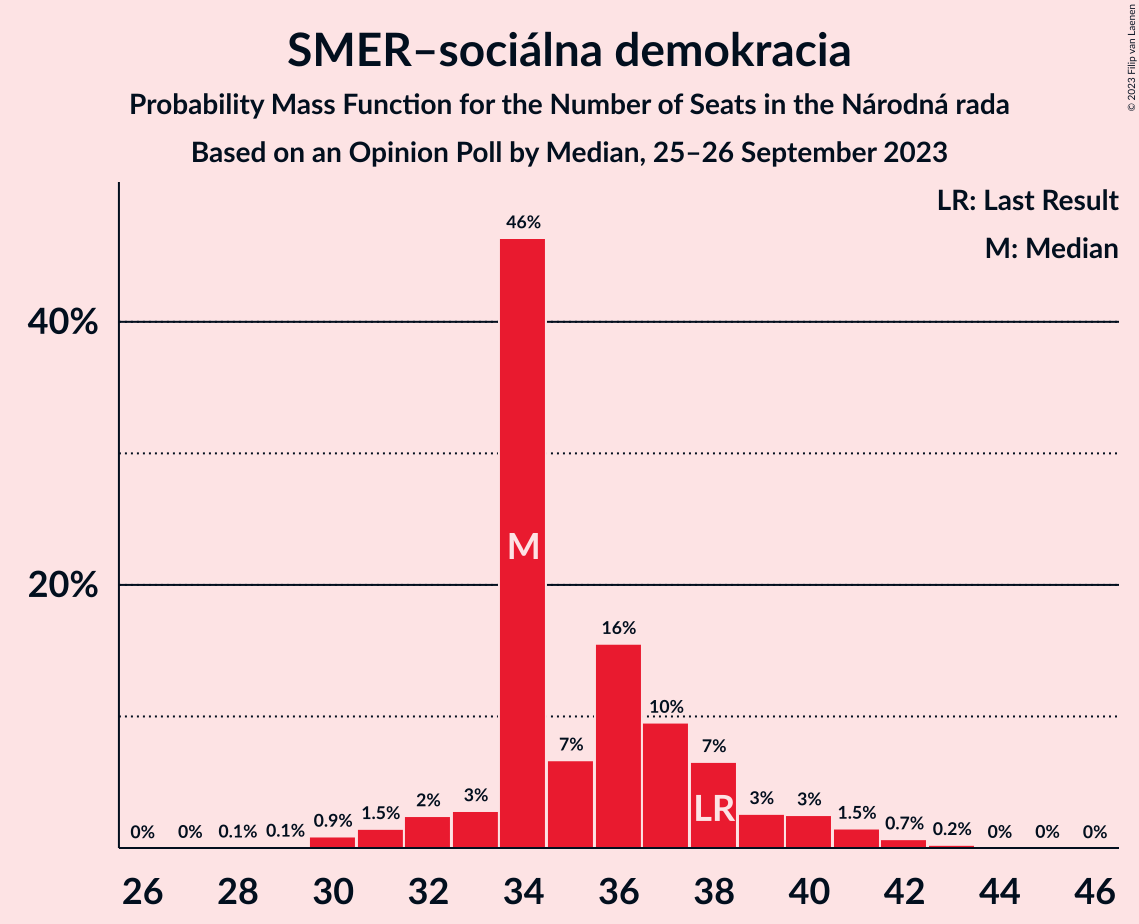 SMER–sociálna demokracia
Probability Mass Function for the Number of Seats in the Národná rada
Based on an Opinion Poll by Median, 25–26 September 2023
© 2023 Filip van Laenen
LR: Last Result
M: Median
40%
20%
0%
0%
0.1%
0.1%
0.9%
1.5%
2%
3%
46%
7%
16%
10%
7%
3%
3%
1.5%
0.7%
0.2%
0%
0%
0%
M
LR
26 28 30 32 34 36 38 40 42 44 46